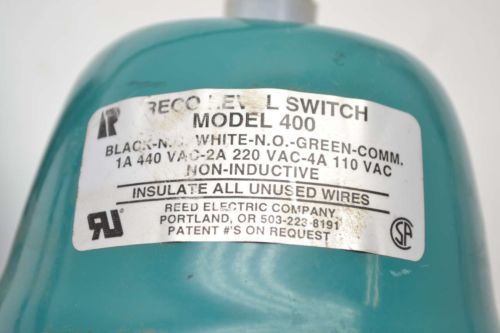 RECO LEVEL SWITCH
MODEL 400
BLACK-N. WHITE-N.O.-GREEN-COMM.
1A 440 VAC-2A 220 VAC-4A 110 VAC
NON-INDUCTIVE
INSULATE ALL UNUSED WIRES
REED ELECTRIC COMPANY
PORTLAND, OR 503-223-8191
PATENT #'S ON REQUEST